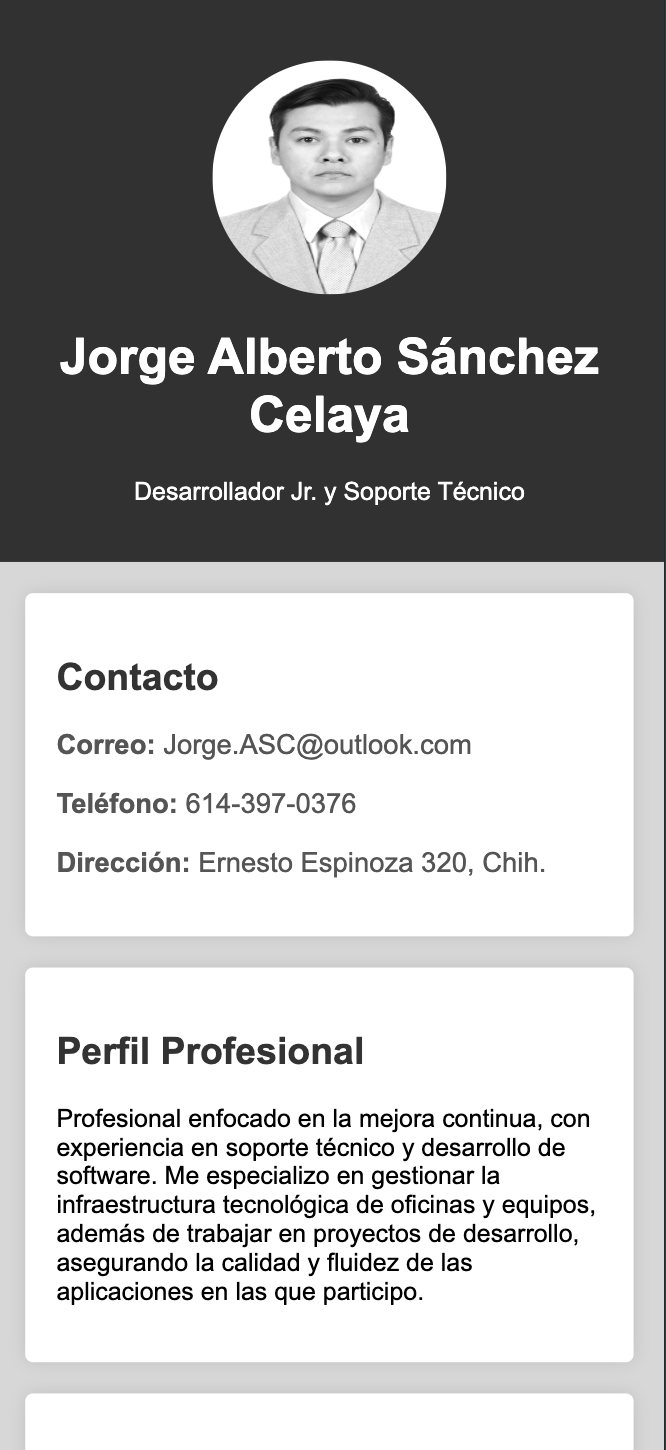 Jorge Alberto Sánchez
Celaya
Desarrollador Jr. y Soporte Técnico
Contacto
Correo: Jorge.ASC@outlook.com
Teléfono: 614-397-0376
Dirección: Ernesto Espinoza 320, Chih.
Perfil Profesional
Profesional enfocado en la mejora continua, con
experiencia en soporte técnico y desarrollo de
software. Me especializo en gestionar la
infraestructura tecnológica de oficinas y equipos,
además de trabajar en proyectos de desarrollo,
asegurando la calidad y fluidez de las
aplicaciones en las que participo.